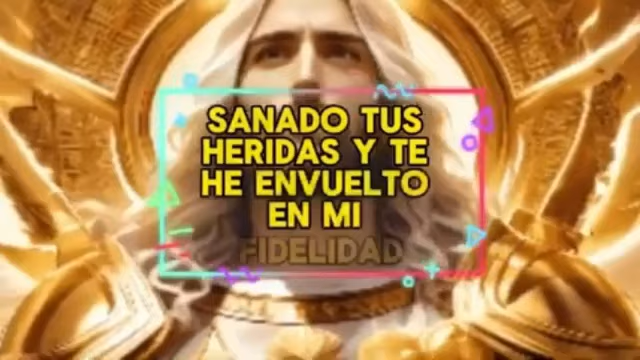 SANADO TUS
HERIDAS Y TE
HE ENVUELTO
EN MI
FIDELIDAD